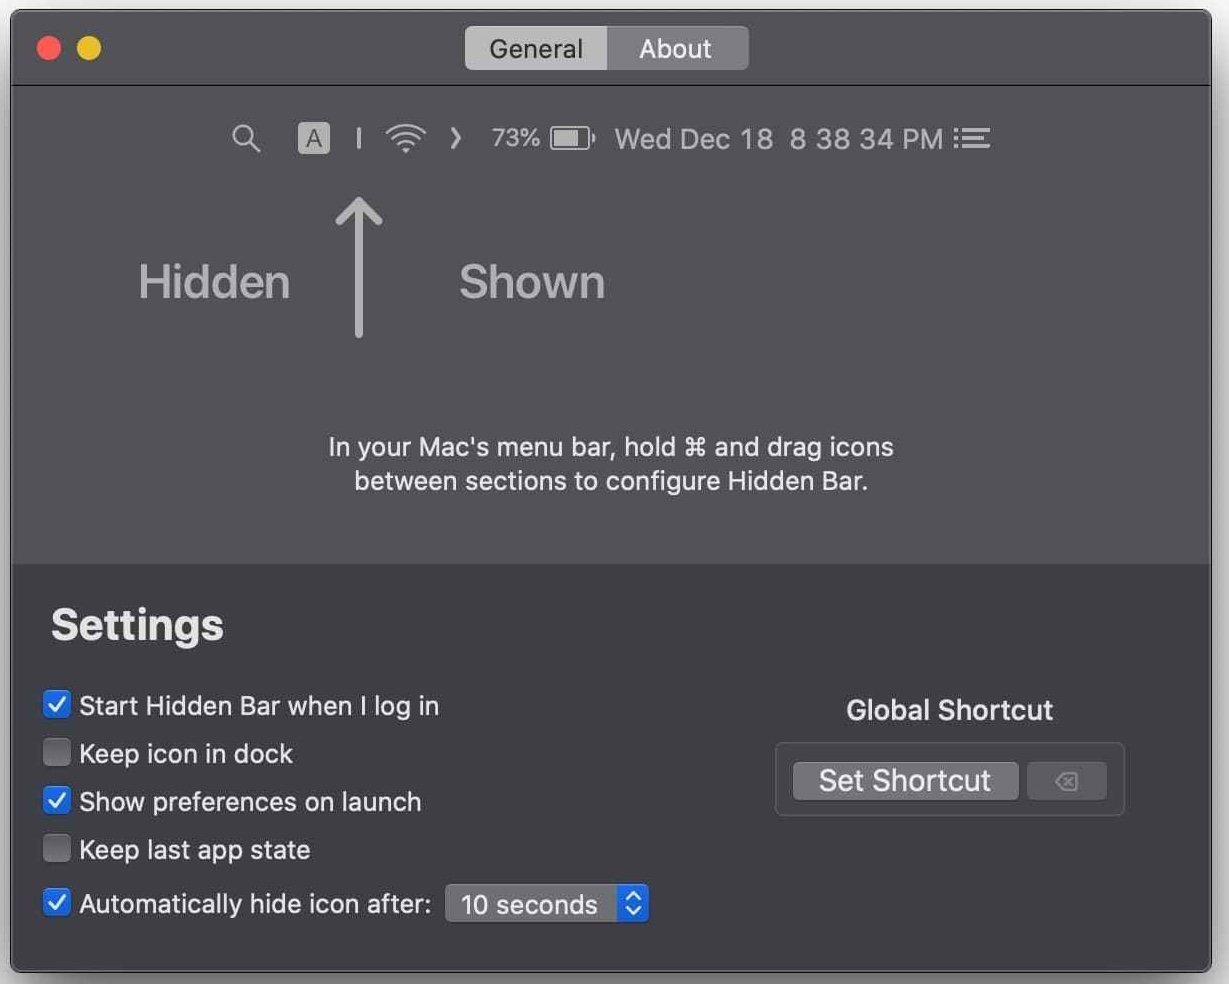 General About
A 73% Wed Dec 18 8 38 34 PM
Hidden Shown
In your Mac's menu bar, hold ⌘ and drag icons
between sections to configure Hidden Bar.
Settings
Start Hidden Bar when I log in
Keep icon in dock
Show preferences on launch
Keep last app state
Automatically hide icon after: 10 seconds
Global Shortcut
Set Shortcut